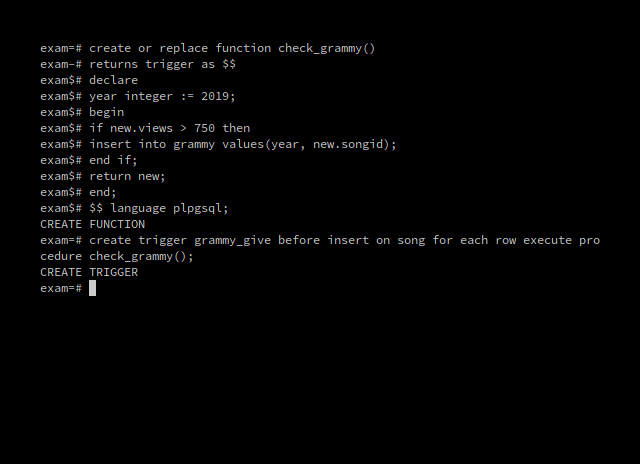 exam=# create or replace function check_grammy()
exam-# returns trigger as $$
exam$# declare
exam$# year integer := 2019;
exam$# begin
exam$# if new.views > 750 then
exam$# insert into grammy values(year, new.songid);
exam$# end if;
exam$# return new;
exam$# end;
exam$# $$ language plpgsql;
CREATE FUNCTION
exam=# create trigger grammy_give before insert on song for each row execute pro
cedure check_grammy();
CREATE TRIGGER
exam=#